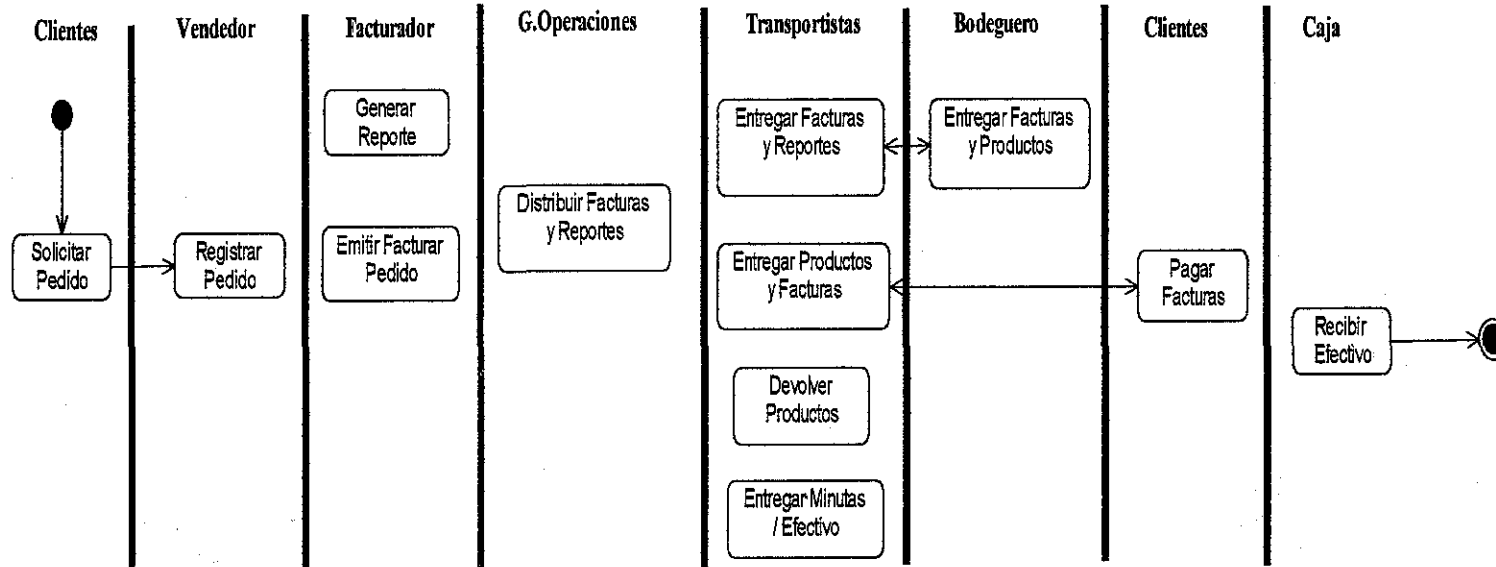 Clientes
Vendedor
Facturador
G.Operaciones
Transportistas
Bodeguero
Clientes
Caja
Solicitar
Pedido
Registrar
Pedido
Generar
Reporte
Emitir Facturar
Pedido
Distribuir Facturas
y Reportes
Entregar Facturas
y Reportes
Entregar Productos
y Facturas
Devolver
Productos
Entregar Minutas
/ Efectivo
Entregar Facturas
y Productos
Pagar
Facturas
Recibir
Efectivo